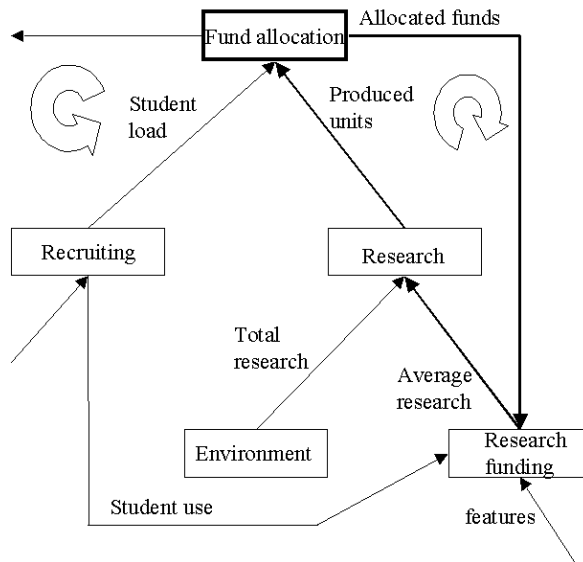 Allocated funds
Fund allocation
Student
load
Produced
units
Recruiting
Research
Total
research
Average
research
Environment
Research
funding
Student use
features